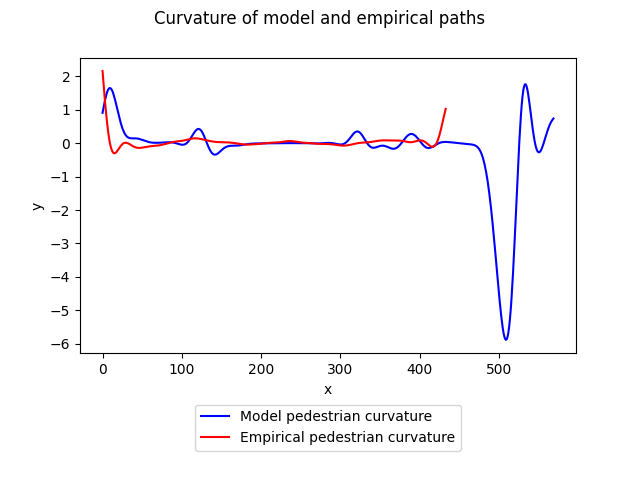 Curvature of model and empirical paths
2
1
0
−1
−2
−3
−4
−5
−6
y
0 100 200 300 400 500
x
Model pedestrian curvature
Empirical pedestrian curvature